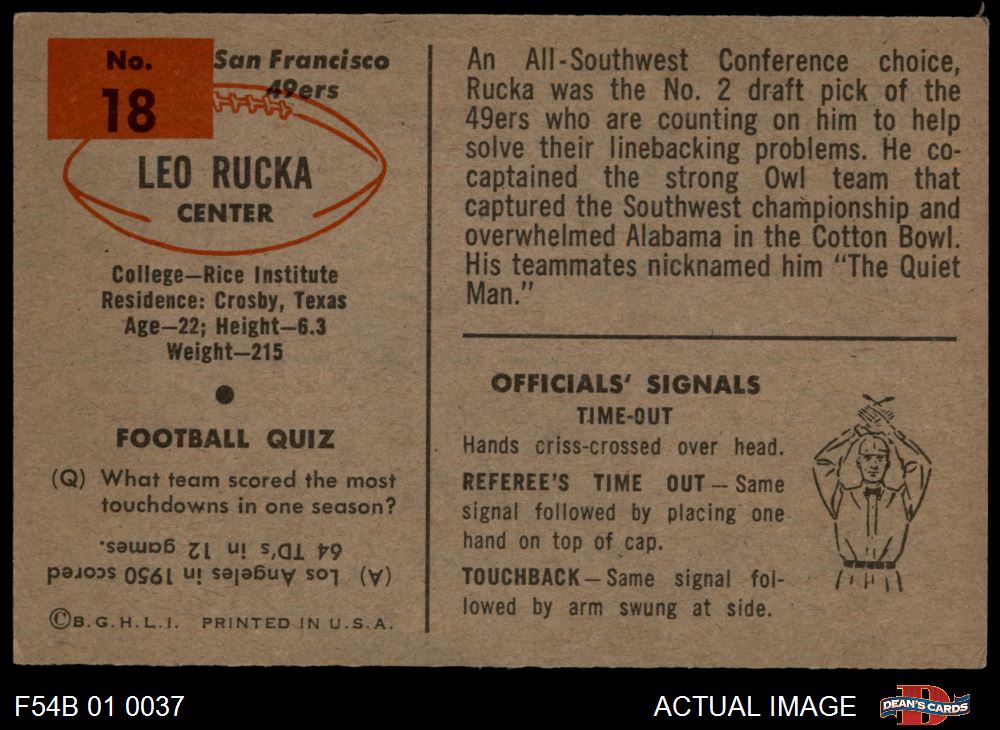 No.
18
San Francisco
49ers
LEO RUCKA
CENTER
College—Rice Institute
Residence: Crosby, Texas
Age—22; Height—6.3
Weight—215
FOOTBALL QUIZ
(Q) What team scored the most
touchdowns in one season?
(A) Los Angeles in 1950 scored
64 TD's in 12 games.
©B.G.H.L.I. PRINTED IN U.S.A.
An All-Southwest Conference choice,
Rucka was the No. 2 draft pick of the
49ers who are counting on him to help
solve their linebacking problems. He co-
captained the strong Owl team that
captured the Southwest championship and
overwhelmed Alabama in the Cotton Bowl.
His teammates nicknamed him "The Quiet
Man."
OFFICIALS' SIGNALS
TIME-OUT
Hands criss-crossed over head.
REFEREE'S TIME OUT—Same
signal followed by placing one
hand on top of cap.
TOUCHBACK—Same signal fol-
lowed by arm swung at side.
F54B 01 0037
ACTUAL IMAGE
D
DEAN'S CARDS